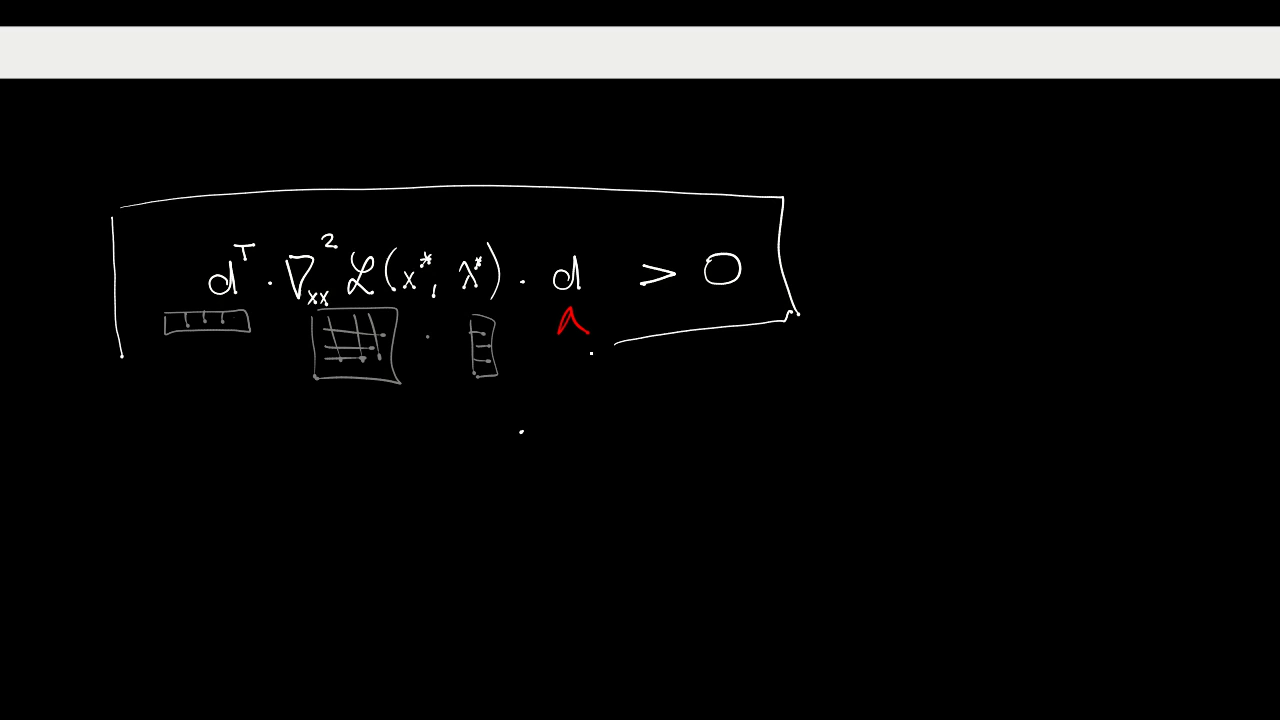 dᵀ · ∇²ₓₓ ℒ(x*, λ*) · d > 0